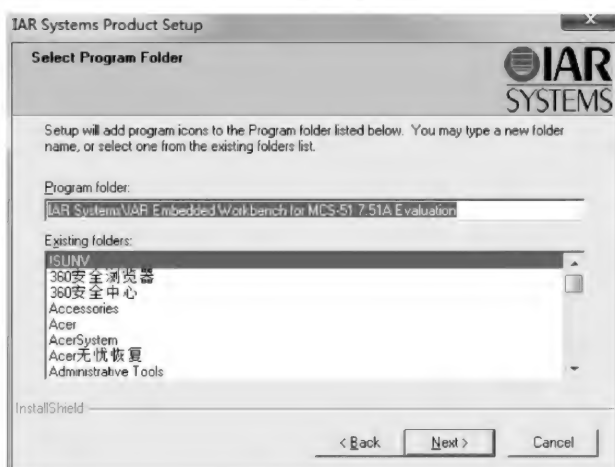 IAR Systems Product Setup
Select Program Folder
IAR
SYSTEMS
Setup will add program icons to the Program folder listed below. You may type a new folder
name, or select one from the existing folders list.
Program folder:
IAR Systems\IAR Embedded Workbench for MCS-51 7.51A Evaluation
Existing folders:
ISUNV
360安全浏览器
360安全中心
Accessories
Acer
AcerSystem
Acer无忧恢复
Administrative Tools
InstallShield
< Back
Next >
Cancel